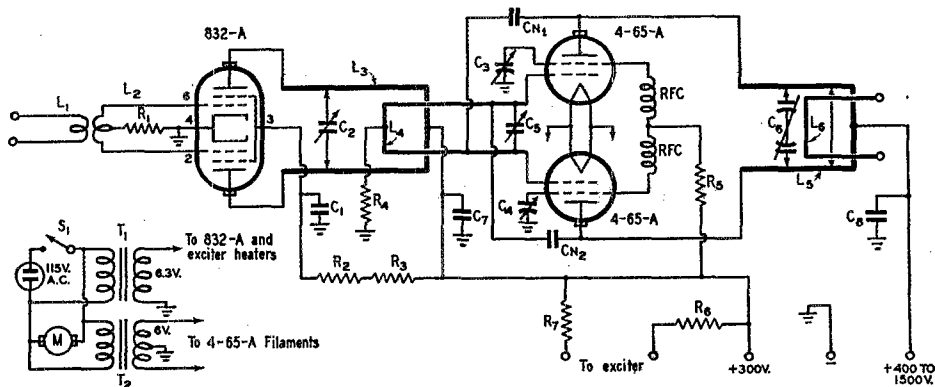 832-A
L1
L2
R1
6
4
2
3
L3
C2
L4
R4
C1
C7
CN1
4-65-A
C3
C5
RFC
RFC
C4
4-65-A
CN2
R5
C6
L6
L5
C8
S1
115V.
A.C.
M
T1
6.3V.
To 832-A and
exciter heaters
6V.
To 4-65-A Filaments
T2
R2
R3
R7
R6
To exciter
+300V.
−
+400 TO
1500V.